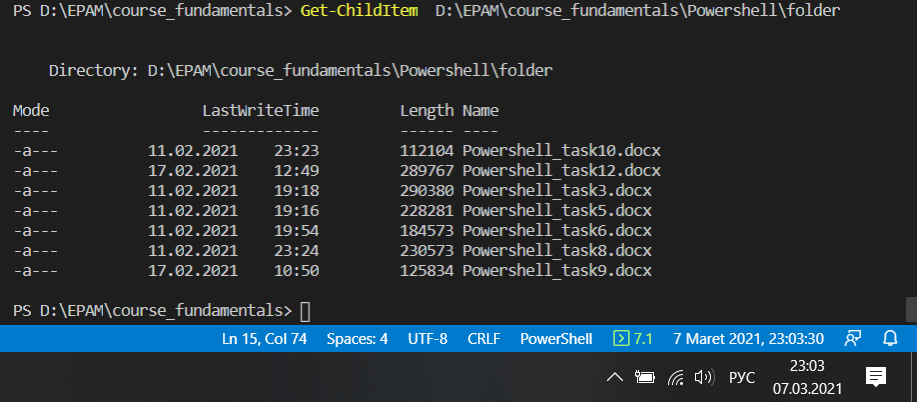 PS D:\EPAM\course_fundamentals> Get-ChildItem  D:\EPAM\course_fundamentals\Powershell\folder
Directory: D:\EPAM\course_fundamentals\Powershell\folder
Mode LastWriteTime Length Name
---- ------------- ------ ----
-a--- 11.02.2021 23:23 112104 Powershell_task10.docx
-a--- 17.02.2021 12:49 289767 Powershell_task12.docx
-a--- 11.02.2021 19:18 290380 Powershell_task3.docx
-a--- 11.02.2021 19:16 228281 Powershell_task5.docx
-a--- 11.02.2021 19:54 184573 Powershell_task6.docx
-a--- 11.02.2021 23:24 230573 Powershell_task8.docx
-a--- 17.02.2021 10:50 125834 Powershell_task9.docx
PS D:\EPAM\course_fundamentals>
Ln 15, Col 74 Spaces: 4 UTF-8 CRLF PowerShell 7.1 7 Maret 2021, 23:03:30
РУС 23:03
07.03.2021